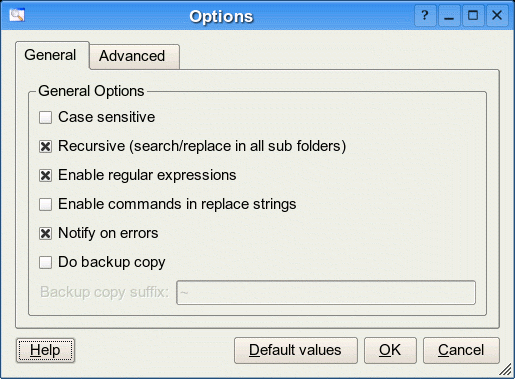 Options
General Advanced
General Options
Case sensitive
Recursive (search/replace in all sub folders)
Enable regular expressions
Enable commands in replace strings
Notify on errors
Do backup copy
Backup copy suffix: ~
Help Default values OK Cancel